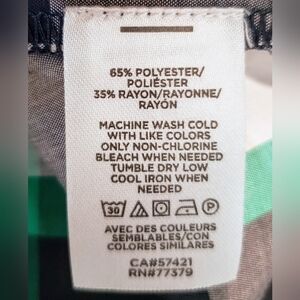 65% POLYESTER/
POLIÉSTER
35% RAYON/RAYONNE/
RAYÓN
MACHINE WASH COLD
WITH LIKE COLORS
ONLY NON-CHLORINE
BLEACH WHEN NEEDED
TUMBLE DRY LOW
COOL IRON WHEN
NEEDED
30 P
AVEC DES COULEURS
SEMBLABLES/CON
COLORES SIMILARES
CA#57421
RN#77379